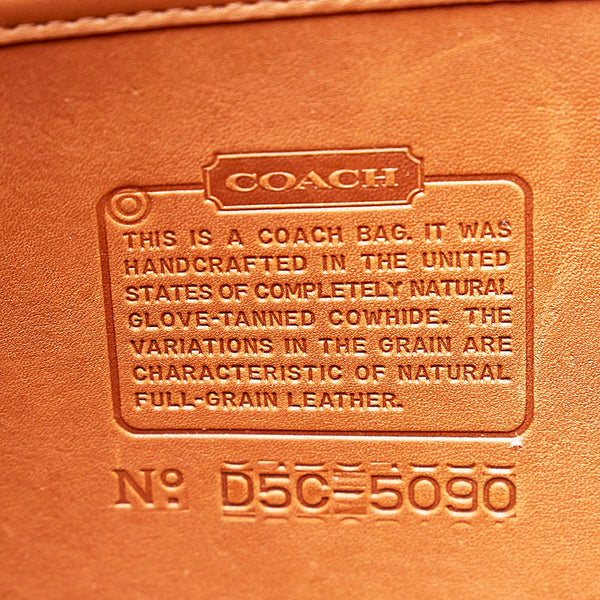 COACH
THIS IS A COACH BAG. IT WAS
HANDCRAFTED IN THE UNITED
STATES OF COMPLETELY NATURAL
GLOVE-TANNED COWHIDE. THE
VARIATIONS IN THE GRAIN ARE
CHARACTERISTIC OF NATURAL
FULL-GRAIN LEATHER.
No: D5C-5090